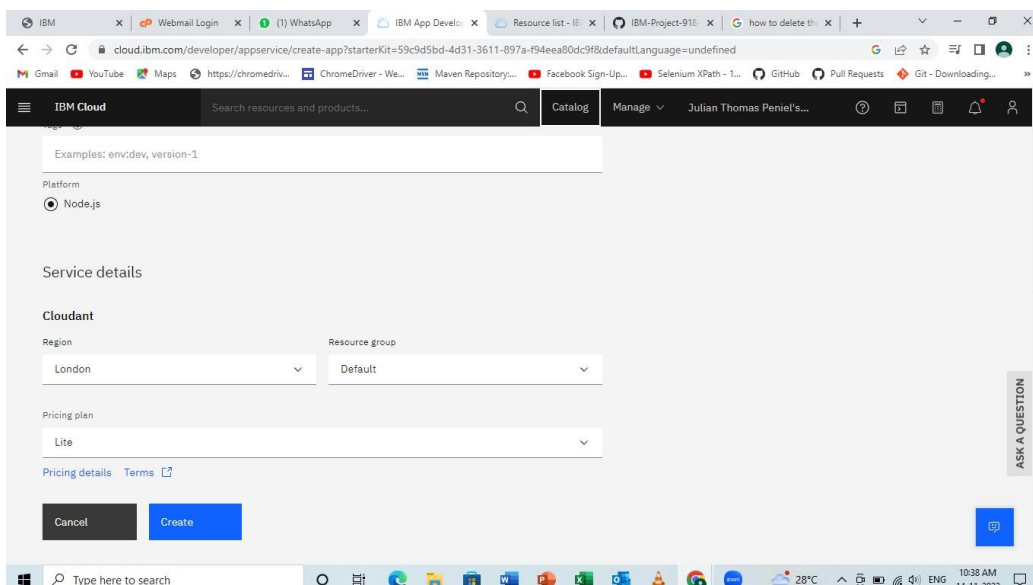 IBM
Webmail Login
(1) WhatsApp
IBM App Develop
Resource list - IB
IBM-Project-918
how to delete th
cloud.ibm.com/developer/appservice/create-app?starterKit=59c9d5bd-4d31-3611-897a-f94eea80dc9f&defaultLanguage=undefined
Gmail YouTube Maps https://chromedriv... ChromeDriver - We... Maven Repository:... Facebook Sign-Up... Selenium XPath - 1... GitHub Pull Requests Git - Downloading... »
IBM Cloud Search resources and products... Catalog Manage Julian Thomas Peniel's...
Examples: env:dev, version-1
Platform
Node.js
Service details
Cloudant
Region Resource group
London Default
Pricing plan
Lite
Pricing details Terms
Cancel Create
ASK A QUESTION
Type here to search 28°C ENG 10:38 AM